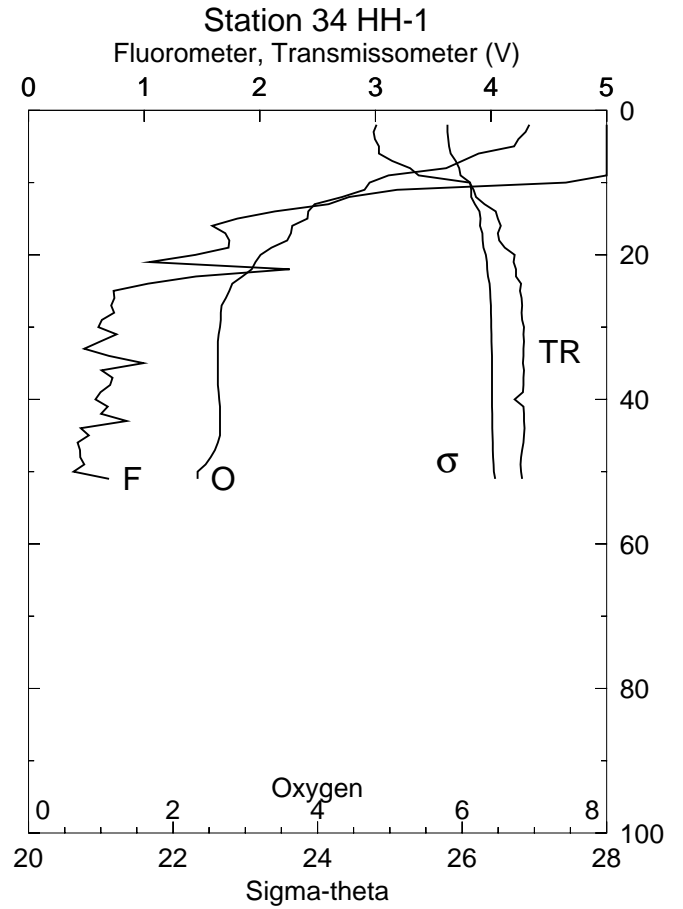 Station 34 HH-1
Fluorometer, Transmissometer (V)
0 1 2 3 4 5
0
20
TR
40
F O σ
60
80
Oxygen
0 2 4 6 8
100
20 22 24 26 28
Sigma-theta